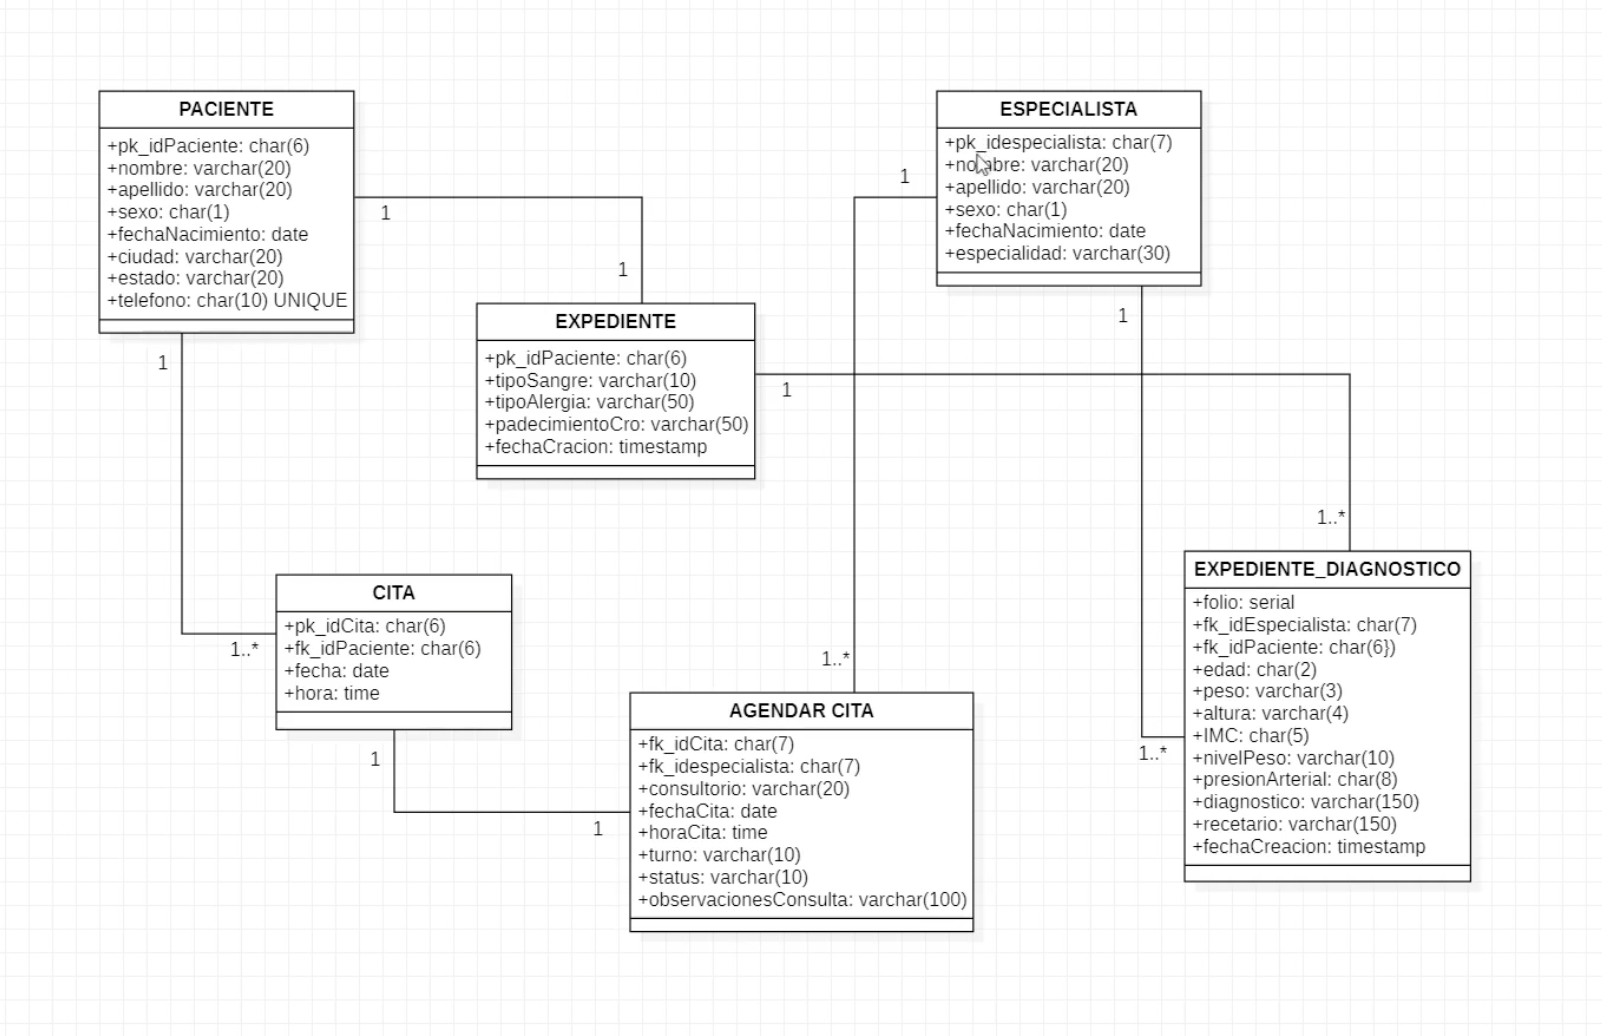 PACIENTE
+pk_idPaciente: char(6)
+nombre: varchar(20)
+apellido: varchar(20)
+sexo: char(1)
+fechaNacimiento: date
+ciudad: varchar(20)
+estado: varchar(20)
+telefono: char(10) UNIQUE
1
1
1
EXPEDIENTE
+pk_idPaciente: char(6)
+tipoSangre: varchar(10)
+tipoAlergia: varchar(50)
+padecimientoCro: varchar(50)
+fechaCracion: timestamp
1
ESPECIALISTA
+pk_idespecialista: char(7)
+nombre: varchar(20)
+apellido: varchar(20)
+sexo: char(1)
+fechaNacimiento: date
+especialidad: varchar(30)
1
1
1..*
CITA
+pk_idCita: char(6)
+fk_idPaciente: char(6)
+fecha: date
+hora: time
1..*
1
1
1..*
AGENDAR CITA
+fk_idCita: char(7)
+fk_idespecialista: char(7)
+consultorio: varchar(20)
+fechaCita: date
+horaCita: time
+turno: varchar(10)
+status: varchar(10)
+observacionesConsulta: varchar(100)
EXPEDIENTE_DIAGNOSTICO
+folio: serial
+fk_idEspecialista: char(7)
+fk_idPaciente: char(6})
+edad: char(2)
+peso: varchar(3)
+altura: varchar(4)
+IMC: char(5)
+nivelPeso: varchar(10)
+presionArterial: char(8)
+diagnostico: varchar(150)
+recetario: varchar(150)
+fechaCreacion: timestamp
1..*